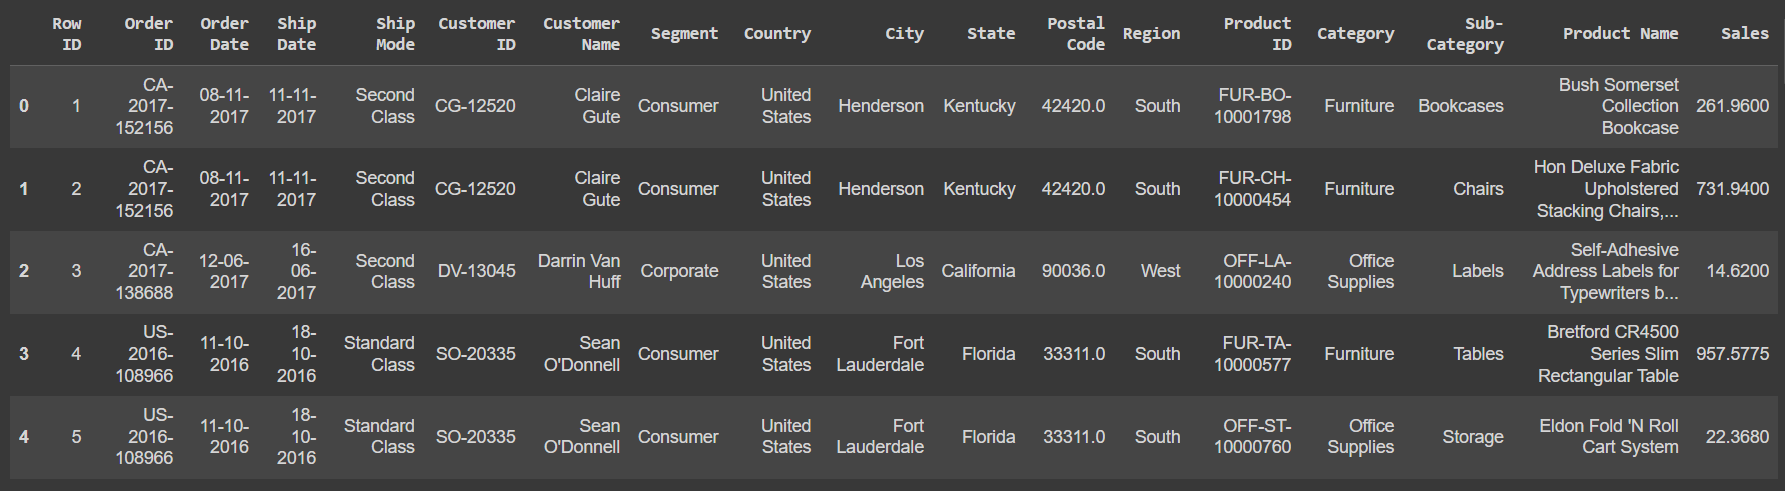 Row ID Order ID Order Date Ship Date Ship Mode Customer ID Customer Name Segment Country City State Postal Code Region Product ID Category Sub-Category Product Name Sales
0 1 CA-2017-152156 08-11-2017 11-11-2017 Second Class CG-12520 Claire Gute Consumer United States Henderson Kentucky 42420.0 South FUR-BO-10001798 Furniture Bookcases Bush Somerset Collection Bookcase 261.9600
1 2 CA-2017-152156 08-11-2017 11-11-2017 Second Class CG-12520 Claire Gute Consumer United States Henderson Kentucky 42420.0 South FUR-CH-10000454 Furniture Chairs Hon Deluxe Fabric Upholstered Stacking Chairs,... 731.9400
2 3 CA-2017-138688 12-06-2017 16-06-2017 Second Class DV-13045 Darrin Van Huff Corporate United States Los Angeles California 90036.0 West OFF-LA-10000240 Office Supplies Labels Self-Adhesive Address Labels for Typewriters b... 14.6200
3 4 US-2016-108966 11-10-2016 18-10-2016 Standard Class SO-20335 Sean O'Donnell Consumer United States Fort Lauderdale Florida 33311.0 South FUR-TA-10000577 Furniture Tables Bretford CR4500 Series Slim Rectangular Table 957.5775
4 5 US-2016-108966 11-10-2016 18-10-2016 Standard Class SO-20335 Sean O'Donnell Consumer United States Fort Lauderdale Florida 33311.0 South OFF-ST-10000760 Office Supplies Storage Eldon Fold 'N Roll Cart System 22.3680